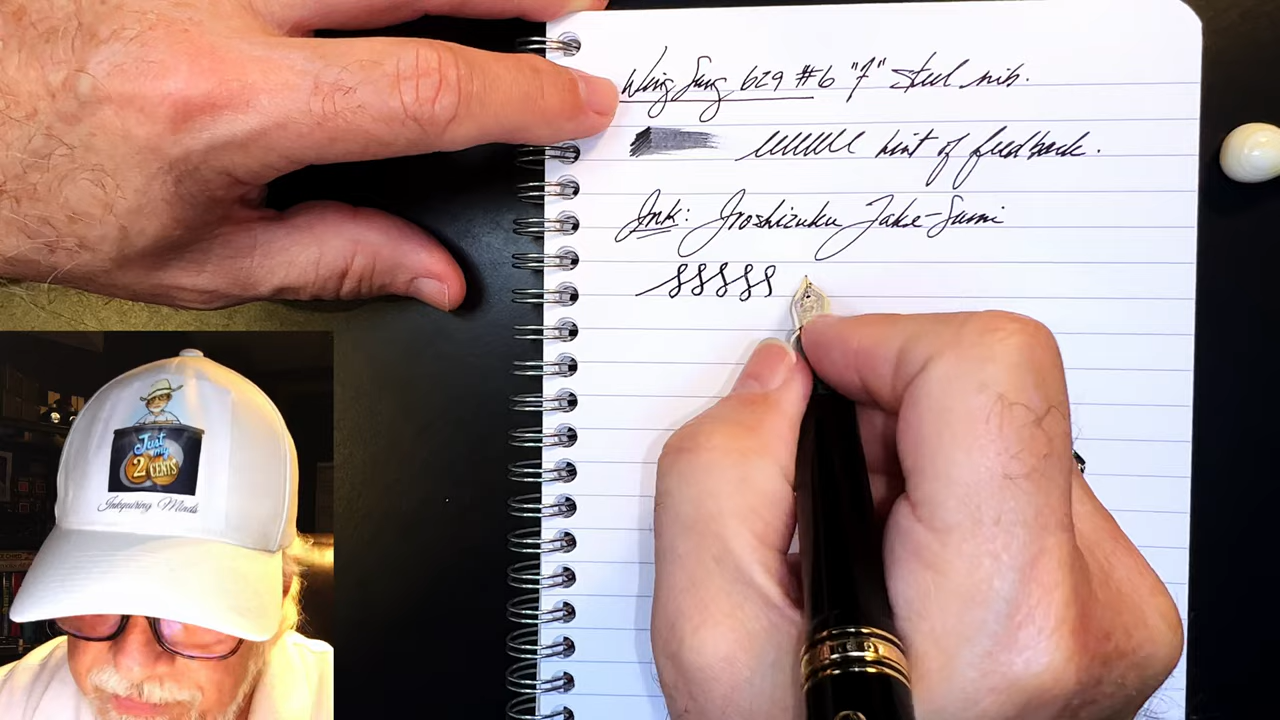 Wing Sung 629 #6 "f" steel nib.
hint of feedback.
Ink: Iroshizuku Take-Sumi
Just
my
2 CENTS
Inkquiring Minds